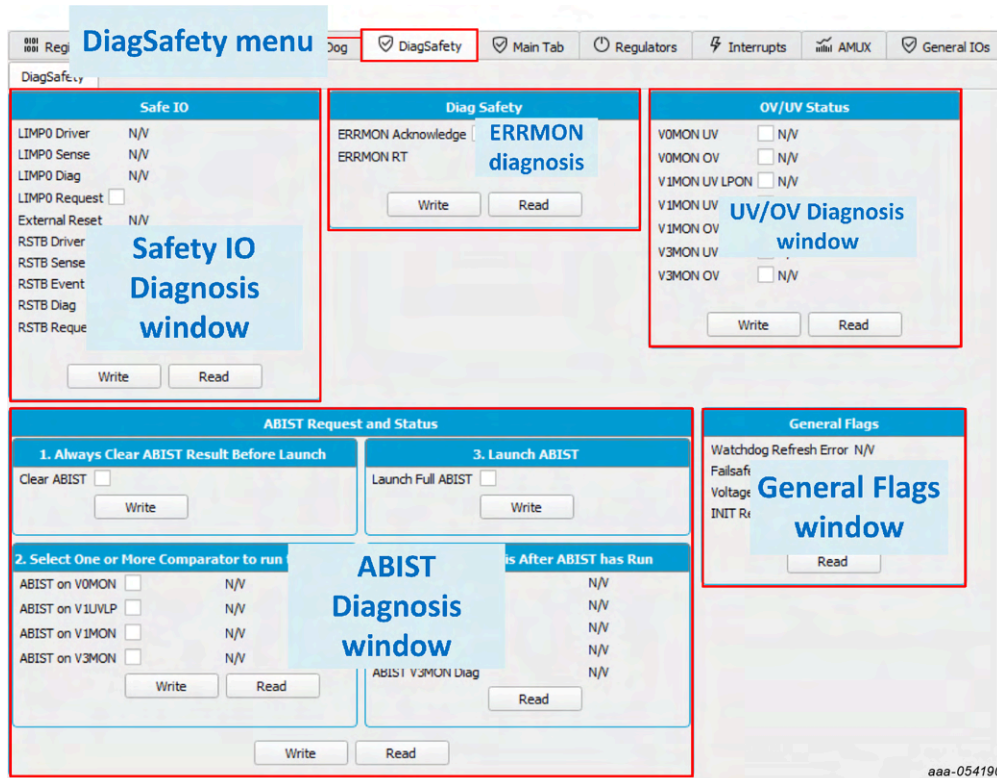 0101
1001 Regi
DiagSafety menu
Dog
DiagSafety
Main Tab
Regulators
Interrupts
AMUX
General IOs
DiagSafety
Safe IO
LIMP0 Driver N/V
LIMP0 Sense N/V
LIMP0 Diag N/V
LIMP0 Request
External Reset N/V
RSTB Driver
RSTB Sense
RSTB Event
RSTB Diag
RSTB Reque
Safety IO
Diagnosis
window
Write Read
Diag Safety
ERRMON Acknowledge
ERRMON RT
ERRMON
diagnosis
Write Read
OV/UV Status
V0MON UV N/V
V0MON OV N/V
V1MON UV LPON N/V
V1MON UV
V1MON OV
V3MON UV
V3MON OV N/V
UV/OV Diagnosis
window
Write Read
ABIST Request and Status
1. Always Clear ABIST Result Before Launch
Clear ABIST
Write
3. Launch ABIST
Launch Full ABIST
Write
2. Select One or More Comparator to run
ABIST on V0MON N/V
ABIST on V1UVLP N/V
ABIST on V1MON N/V
ABIST on V3MON N/V
Write Read
ABIST
Diagnosis
window
is After ABIST has Run
N/V
N/V
N/V
N/V
ABIST V3MON Diag N/V
Read
Write Read
General Flags
Watchdog Refresh Error N/V
Failsafe
Voltage
INIT Re
General Flags
window
Read